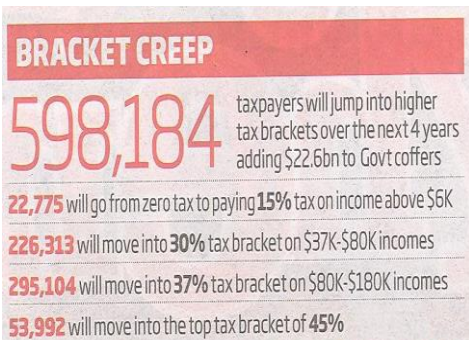 BRACKET CREEP
598,184
taxpayers will jump into higher
tax brackets over the next 4 years
adding $22.6bn to Govt coffers
22,775 will go from zero tax to paying 15% tax on income above $6K
226,313 will move into 30% tax bracket on $37K-$80K incomes
295,104 will move into 37% tax bracket on $80K-$180K incomes
53,992 will move into the top tax bracket of 45%